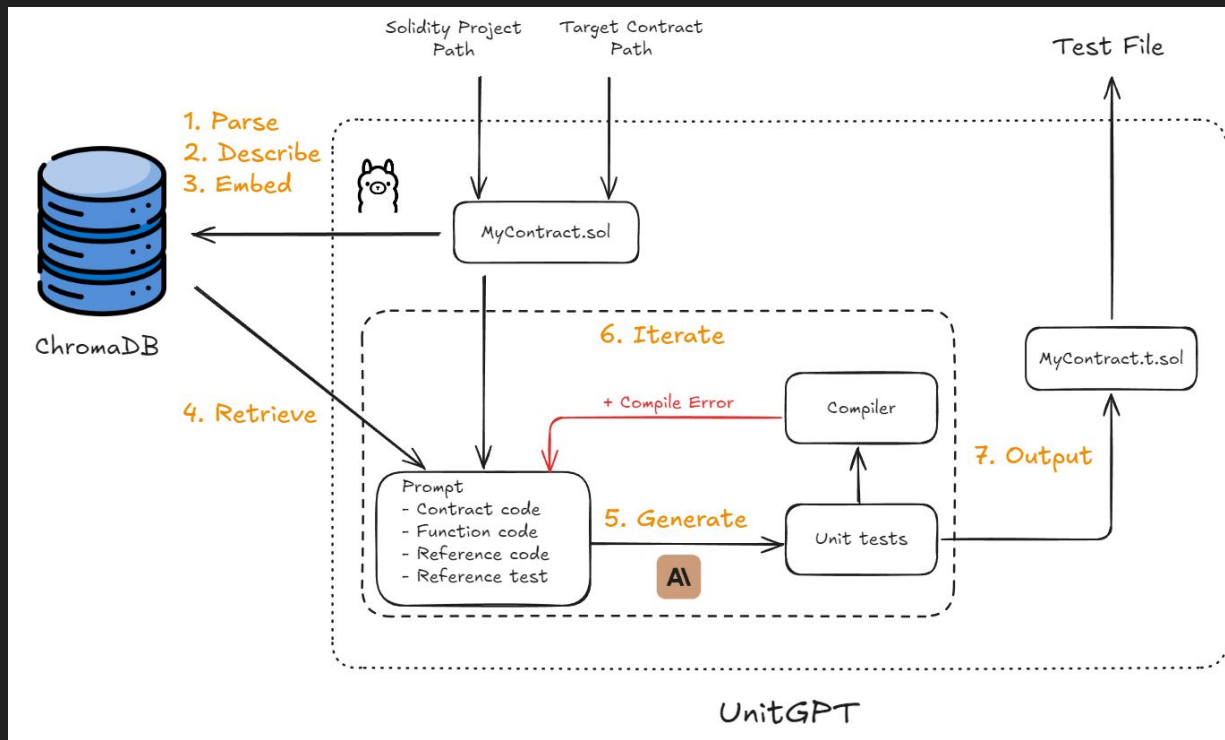 Solidity Project
Path
Target Contract
Path
Test File
1. Parse
2. Describe
3. Embed
MyContract.sol
ChromaDB
6. Iterate
MyContract.t.sol
+ Compile Error
Compiler
4. Retrieve
7. Output
Prompt
- Contract code
- Function code
- Reference code
- Reference test
5. Generate
A\
Unit tests
UnitGPT